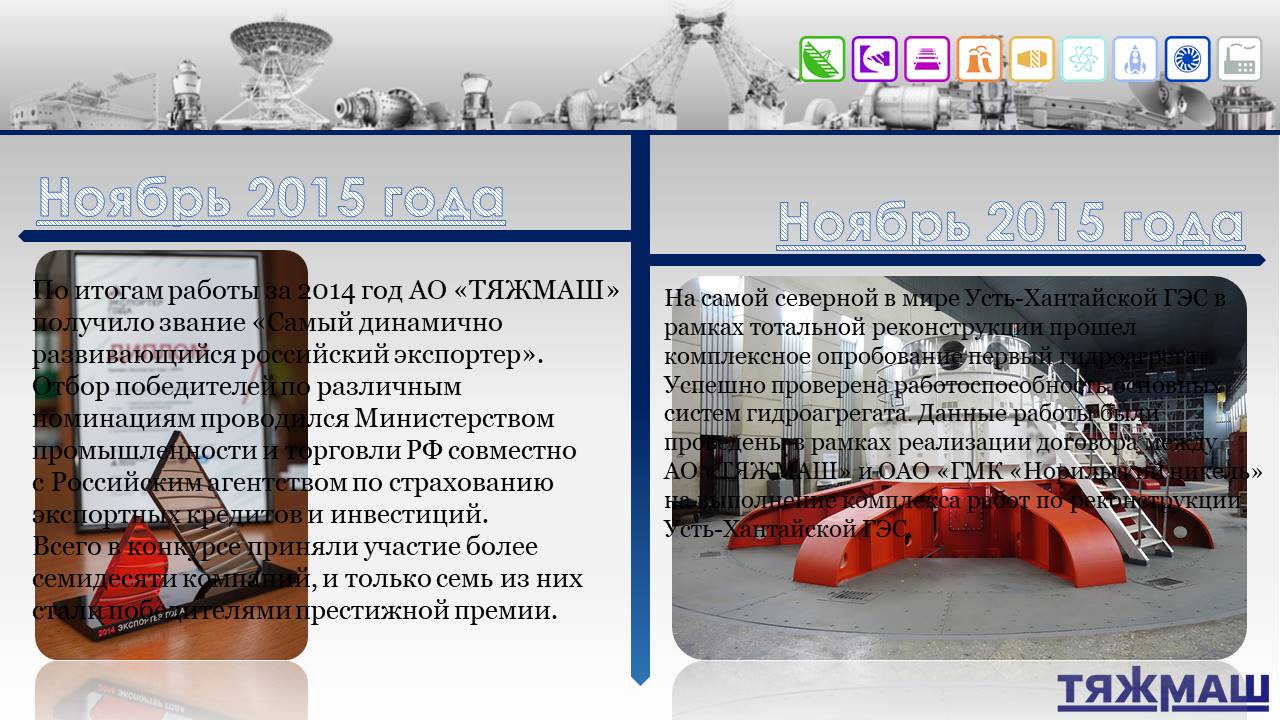 Ноябрь 2015 года
По итогам работы за 2014 год АО «ТЯЖМАШ»
получило звание «Самый динамично
развивающийся российский экспортер».
Отбор победителей по различным
номинациям проводился Министерством
промышленности и торговли РФ совместно
с Российским агентством по страхованию
экспортных кредитов и инвестиций.
Всего в конкурсе приняли участие более
семидесяти компаний, и только семь из них
стали победителями престижной премии.
ДИПЛОМ
2014 ЭКСПОРТЕР ГОДА
Ноябрь 2015 года
На самой северной в мире Усть-Хантайской ГЭС в
рамках тотальной реконструкции прошел
комплексное опробование первый гидроагрегат.
Успешно проверена работоспособность основных
систем гидроагрегата. Данные работы были
проведены в рамках реализации договора между
АО «ТЯЖМАШ» и ОАО «ГМК «Норильский никель»
на выполнение комплекса работ по реконструкции
Усть-Хантайской ГЭС.
ТЯЖМАШ